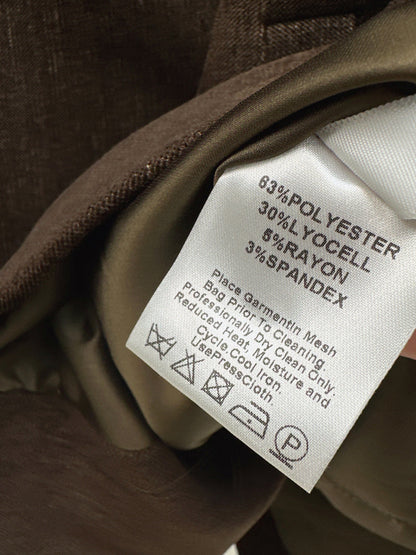 63%POLYESTER
30%LYOCELL
6%RAYON
3%SPANDEX
Place Garmentin Mesh
Bag Prior To Cleaning.
Professionally Dry Clean Only.
Reduced Heat, Moisture and
Cycle.Cool Iron.
UsePressCloth.
P